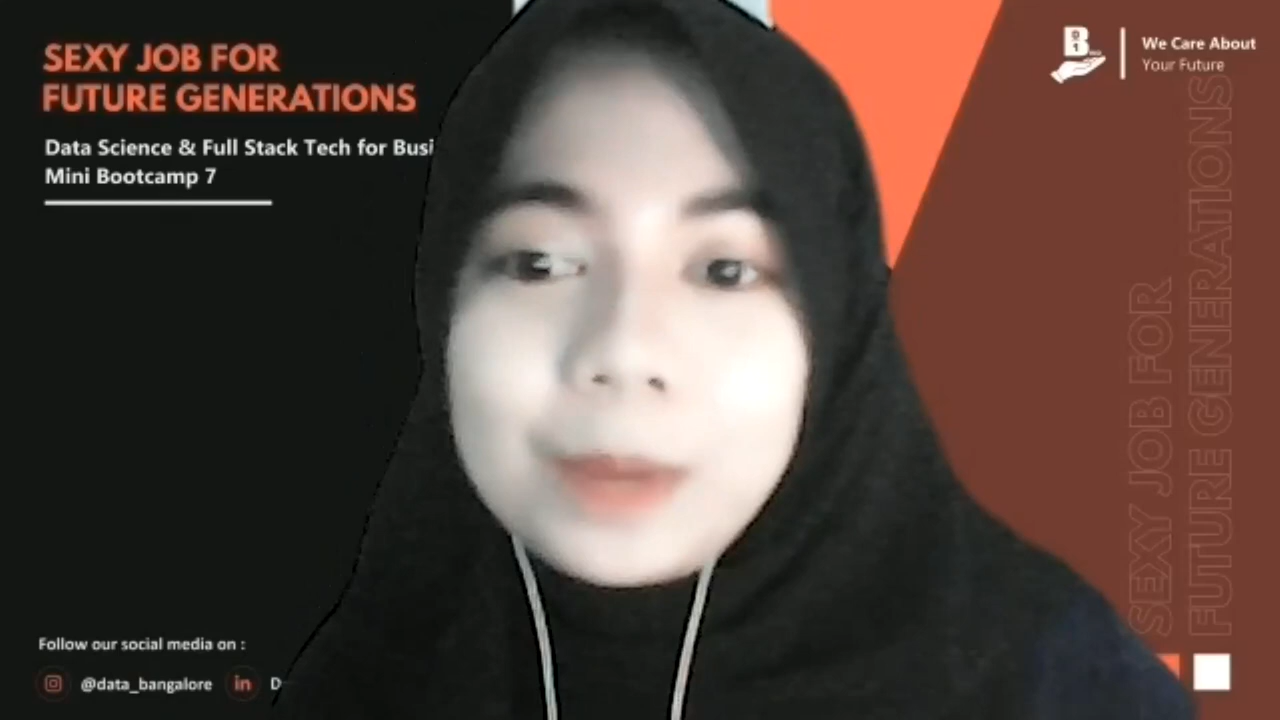 SEXY JOB FOR
FUTURE GENERATIONS
Data Science & Full Stack Tech for Busi
Mini Bootcamp 7
We Care About
Your Future
SEXY JOB FOR
FUTURE GENERATIONS
Follow our social media on :
@data_bangalore
in
D